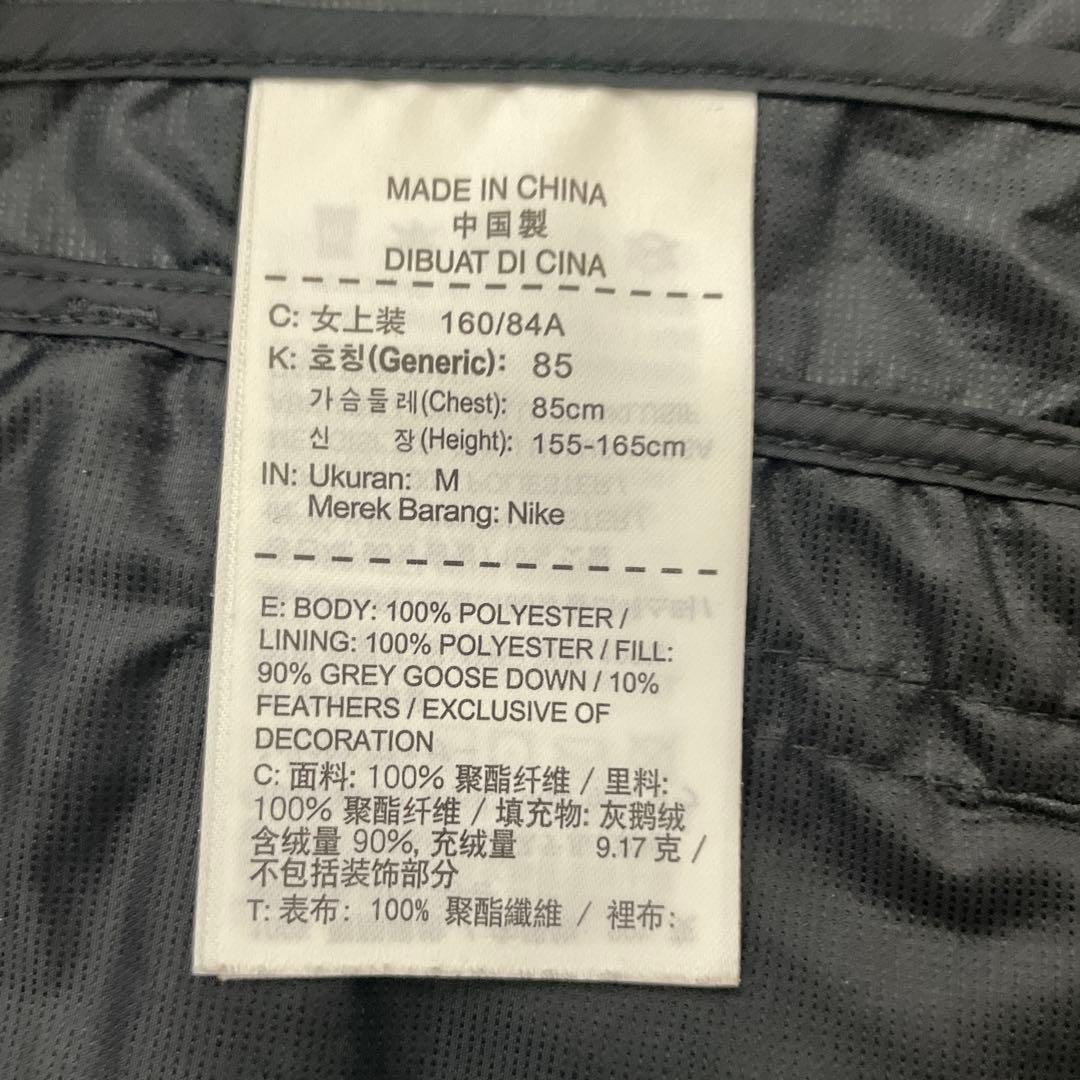 MADE IN CHINA
中国製
DIBUAT DI CINA
C: 女上装 160/84A
K: 호칭(Generic): 85
가슴둘레(Chest): 85cm
신 장(Height): 155-165cm
IN: Ukuran: M
Merek Barang: Nike
E: BODY: 100% POLYESTER /
LINING: 100% POLYESTER / FILL:
90% GREY GOOSE DOWN / 10%
FEATHERS / EXCLUSIVE OF
DECORATION
C: 面料: 100% 聚酯纤维 / 里料:
100% 聚酯纤维 / 填充物: 灰鹅绒
含绒量 90%, 充绒量 9.17 克 /
不包括装饰部分
T: 表布: 100% 聚酯纖維 / 裡布: